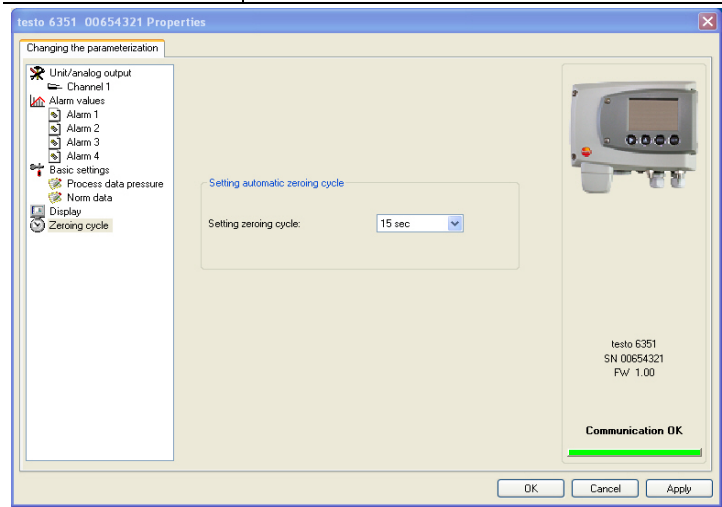 testo 6351 00654321 Properties
Changing the parameterization
Unit/analog output
Channel 1
Alarm values
Alarm 1
Alarm 2
Alarm 3
Alarm 4
Basic settings
Process data pressure
Norm data
Display
Zeroing cycle
Setting automatic zeroing cycle
Setting zeroing cycle: 15 sec
testo 6351
SN 00654321
FW 1.00
Communication OK
OK Cancel Apply